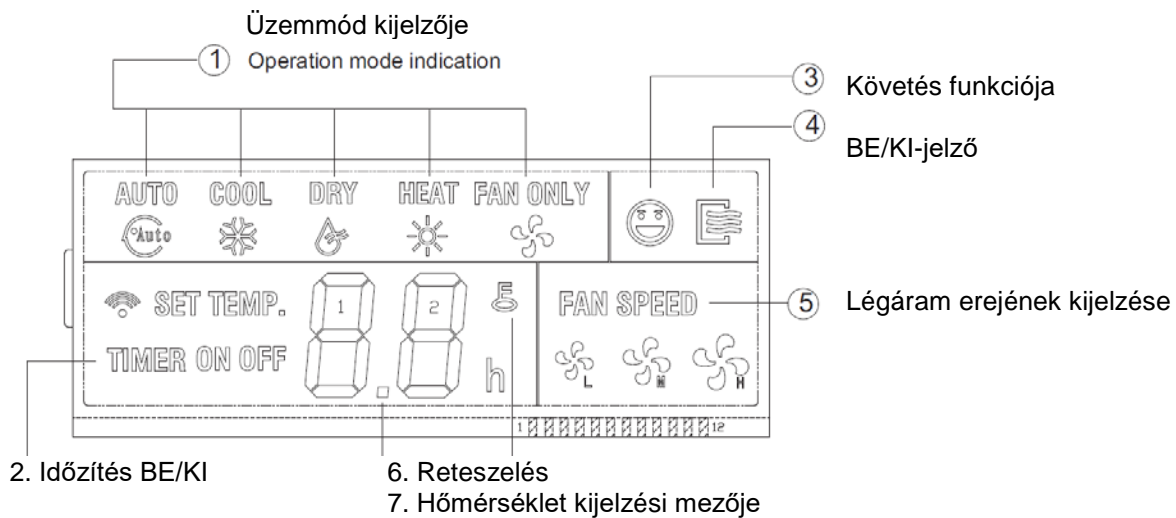 Üzemmód kijelzője
1 Operation mode indication
3 Követés funkciója
4 BE/KI-jelző
AUTO COOL DRY HEAT FAN ONLY
Auto
SET TEMP. 1 2
FAN SPEED
5 Légáram erejének kijelzése
TIMER ON OFF
h
L M H
1 12
2. Időzítés BE/KI
6. Reteszelés
7. Hőmérséklet kijelzési mezője